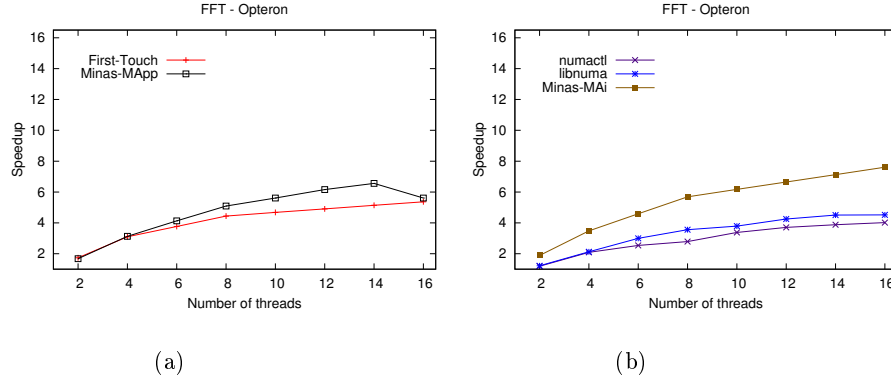 FFT - Opteron
16
14
12
10
8
6
4
2
Speedup
First-Touch
Minas-MApp
2 4 6 8 10 12 14 16
Number of threads
(a)
FFT - Opteron
16
14
12
10
8
6
4
2
Speedup
numactl
libnuma
Minas-MAi
2 4 6 8 10 12 14 16
Number of threads
(b)